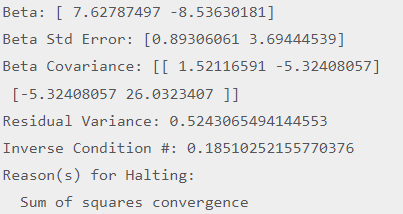 Beta: [ 7.62787497 -8.53630181]
Beta Std Error: [0.89306061 3.69444539]
Beta Covariance: [[ 1.52116591 -5.32408057]
 [-5.32408057 26.0323407 ]]
Residual Variance: 0.5243065494144553
Inverse Condition #: 0.18510252155770376
Reason(s) for Halting:
  Sum of squares convergence